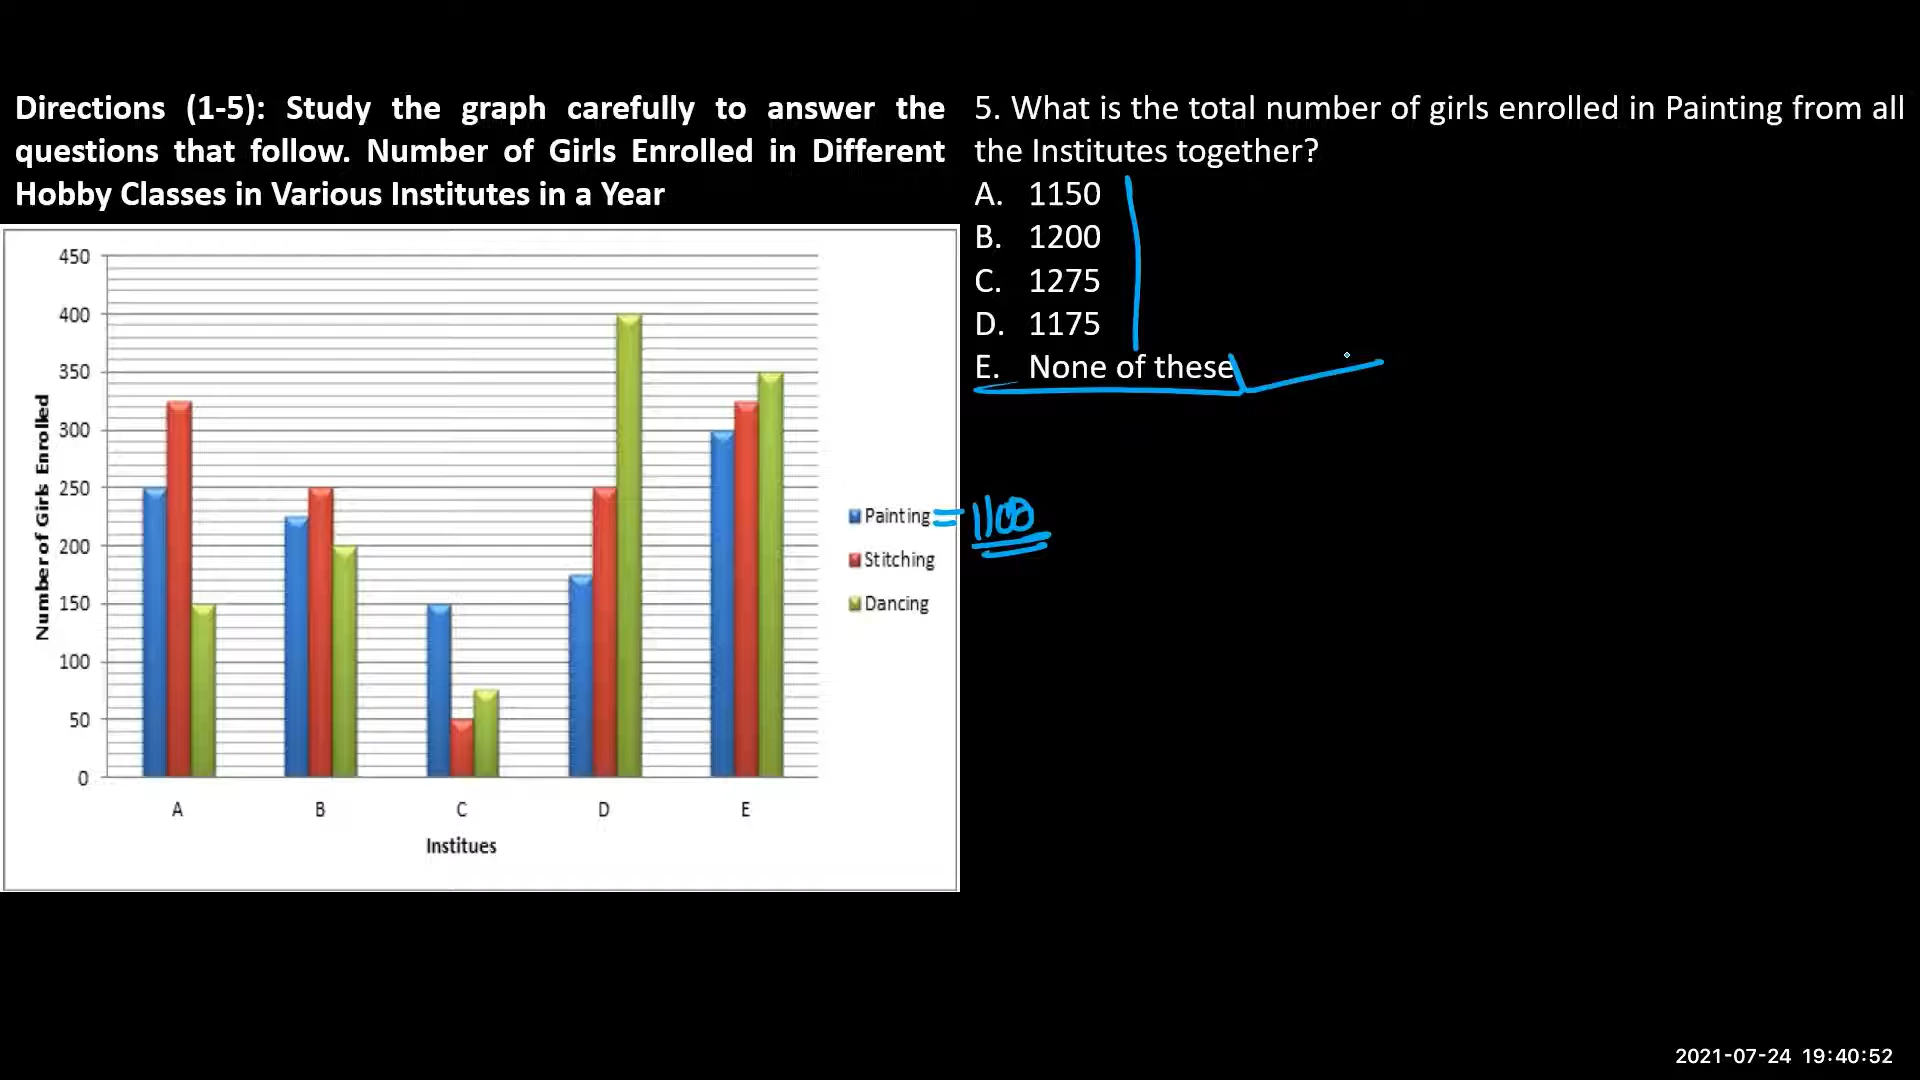 Directions (1-5): Study the graph carefully to answer the
questions that follow. Number of Girls Enrolled in Different
Hobby Classes in Various Institutes in a Year
5. What is the total number of girls enrolled in Painting from all
the Institutes together?
A. 1150
B. 1200
C. 1275
D. 1175
E. None of these
450
400
350
300
250
200
150
100
50
0
Number of Girls Enrolled
A B C D E
Institues
Painting = 1100
Stitching
Dancing
2021-07-24 19:40:52